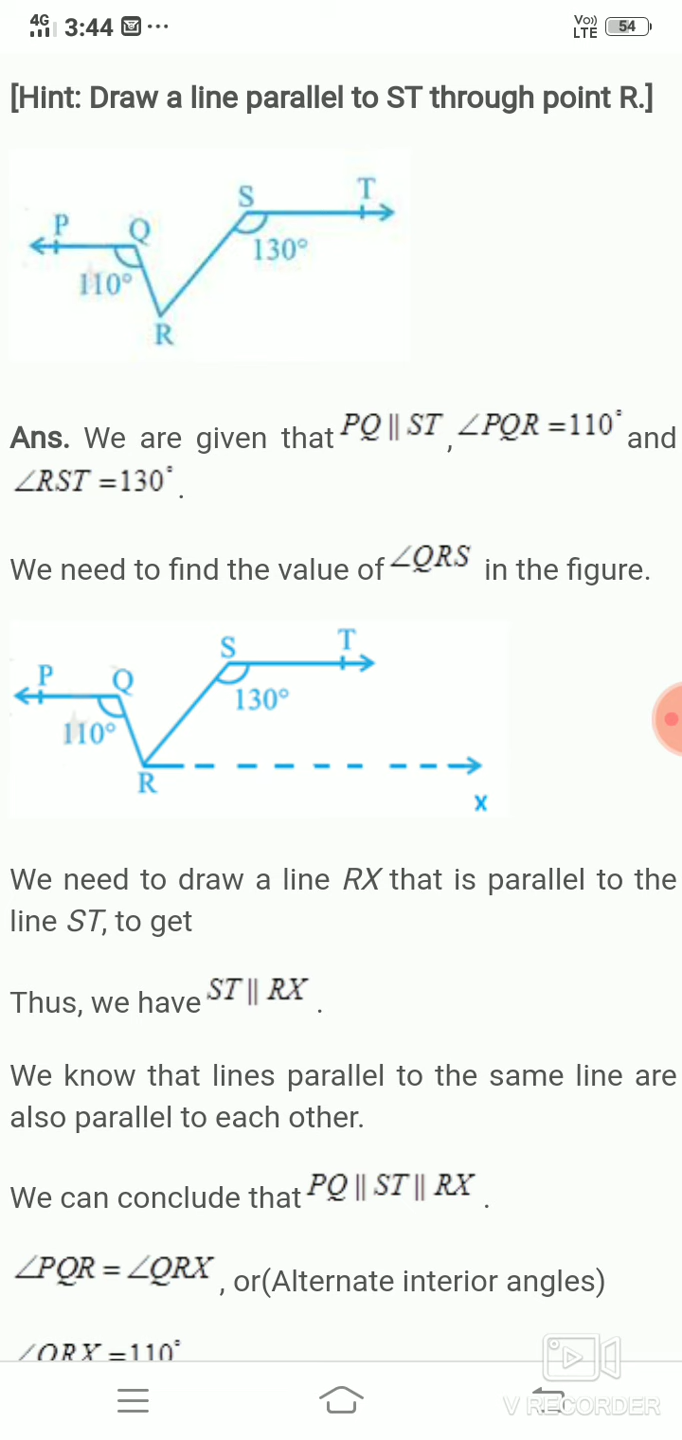 4G 3:44 ... Vo)) LTE 54
[Hint: Draw a line parallel to ST through point R.]
S T
P Q
130°
110°
R
Ans. We are given that PQ || ST , ∠PQR =110° and
∠RST =130° .
We need to find the value of ∠QRS in the figure.
S T
P Q
130°
110°
R
x
We need to draw a line RX that is parallel to the
line ST, to get
Thus, we have ST || RX .
We know that lines parallel to the same line are
also parallel to each other.
We can conclude that PQ || ST || RX .
∠PQR = ∠QRX , or(Alternate interior angles)
∠QRX =110°
V RECORDER